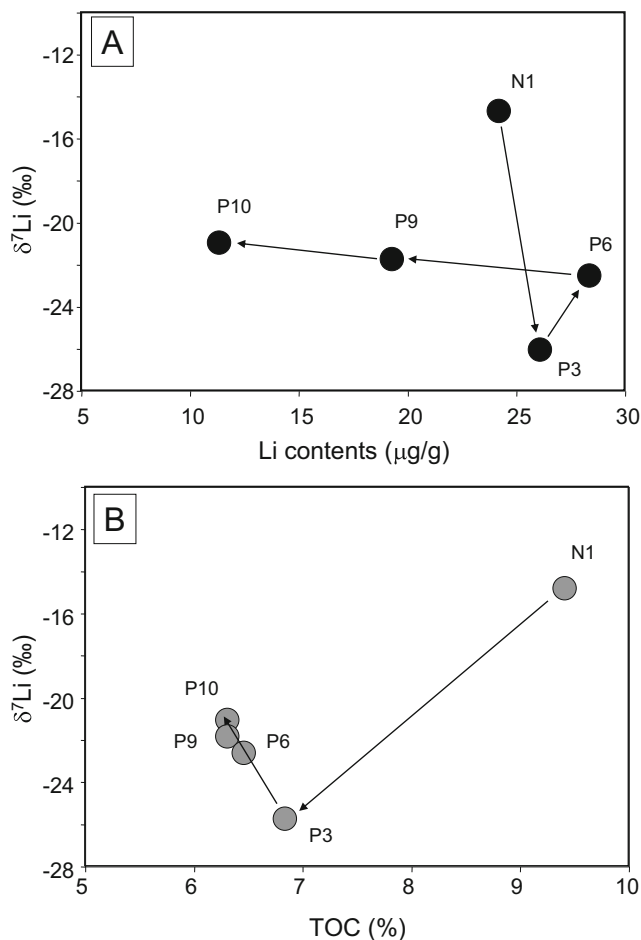 A
-12
-16
-20
-24
-28
δ⁷Li (‰)
N1
P10
P9
P6
P3
5
10
15
20
25
30
Li contents (μg/g)
B
-12
-16
-20
-24
-28
δ⁷Li (‰)
N1
P10
P9
P6
P3
5
6
7
8
9
10
TOC (%)